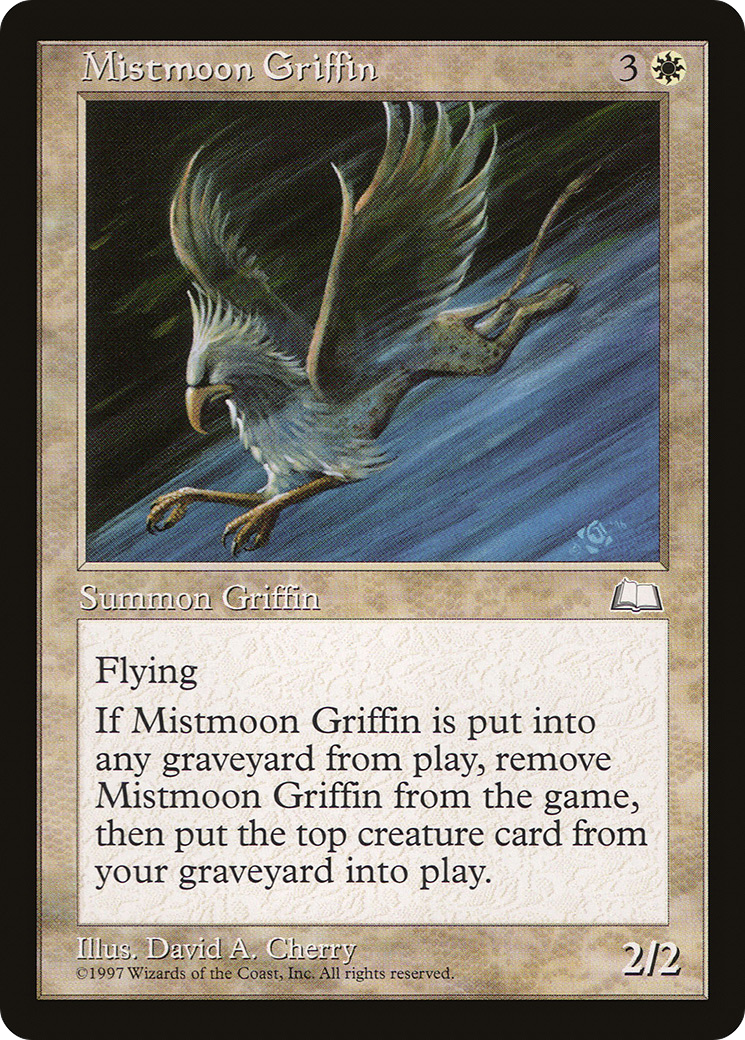 Mistmoon Griffin 3
Summon Griffin
Flying
If Mistmoon Griffin is put into
any graveyard from play, remove
Mistmoon Griffin from the game,
then put the top creature card from
your graveyard into play.
Illus. David A. Cherry
©1997 Wizards of the Coast, Inc. All rights reserved.
2/2